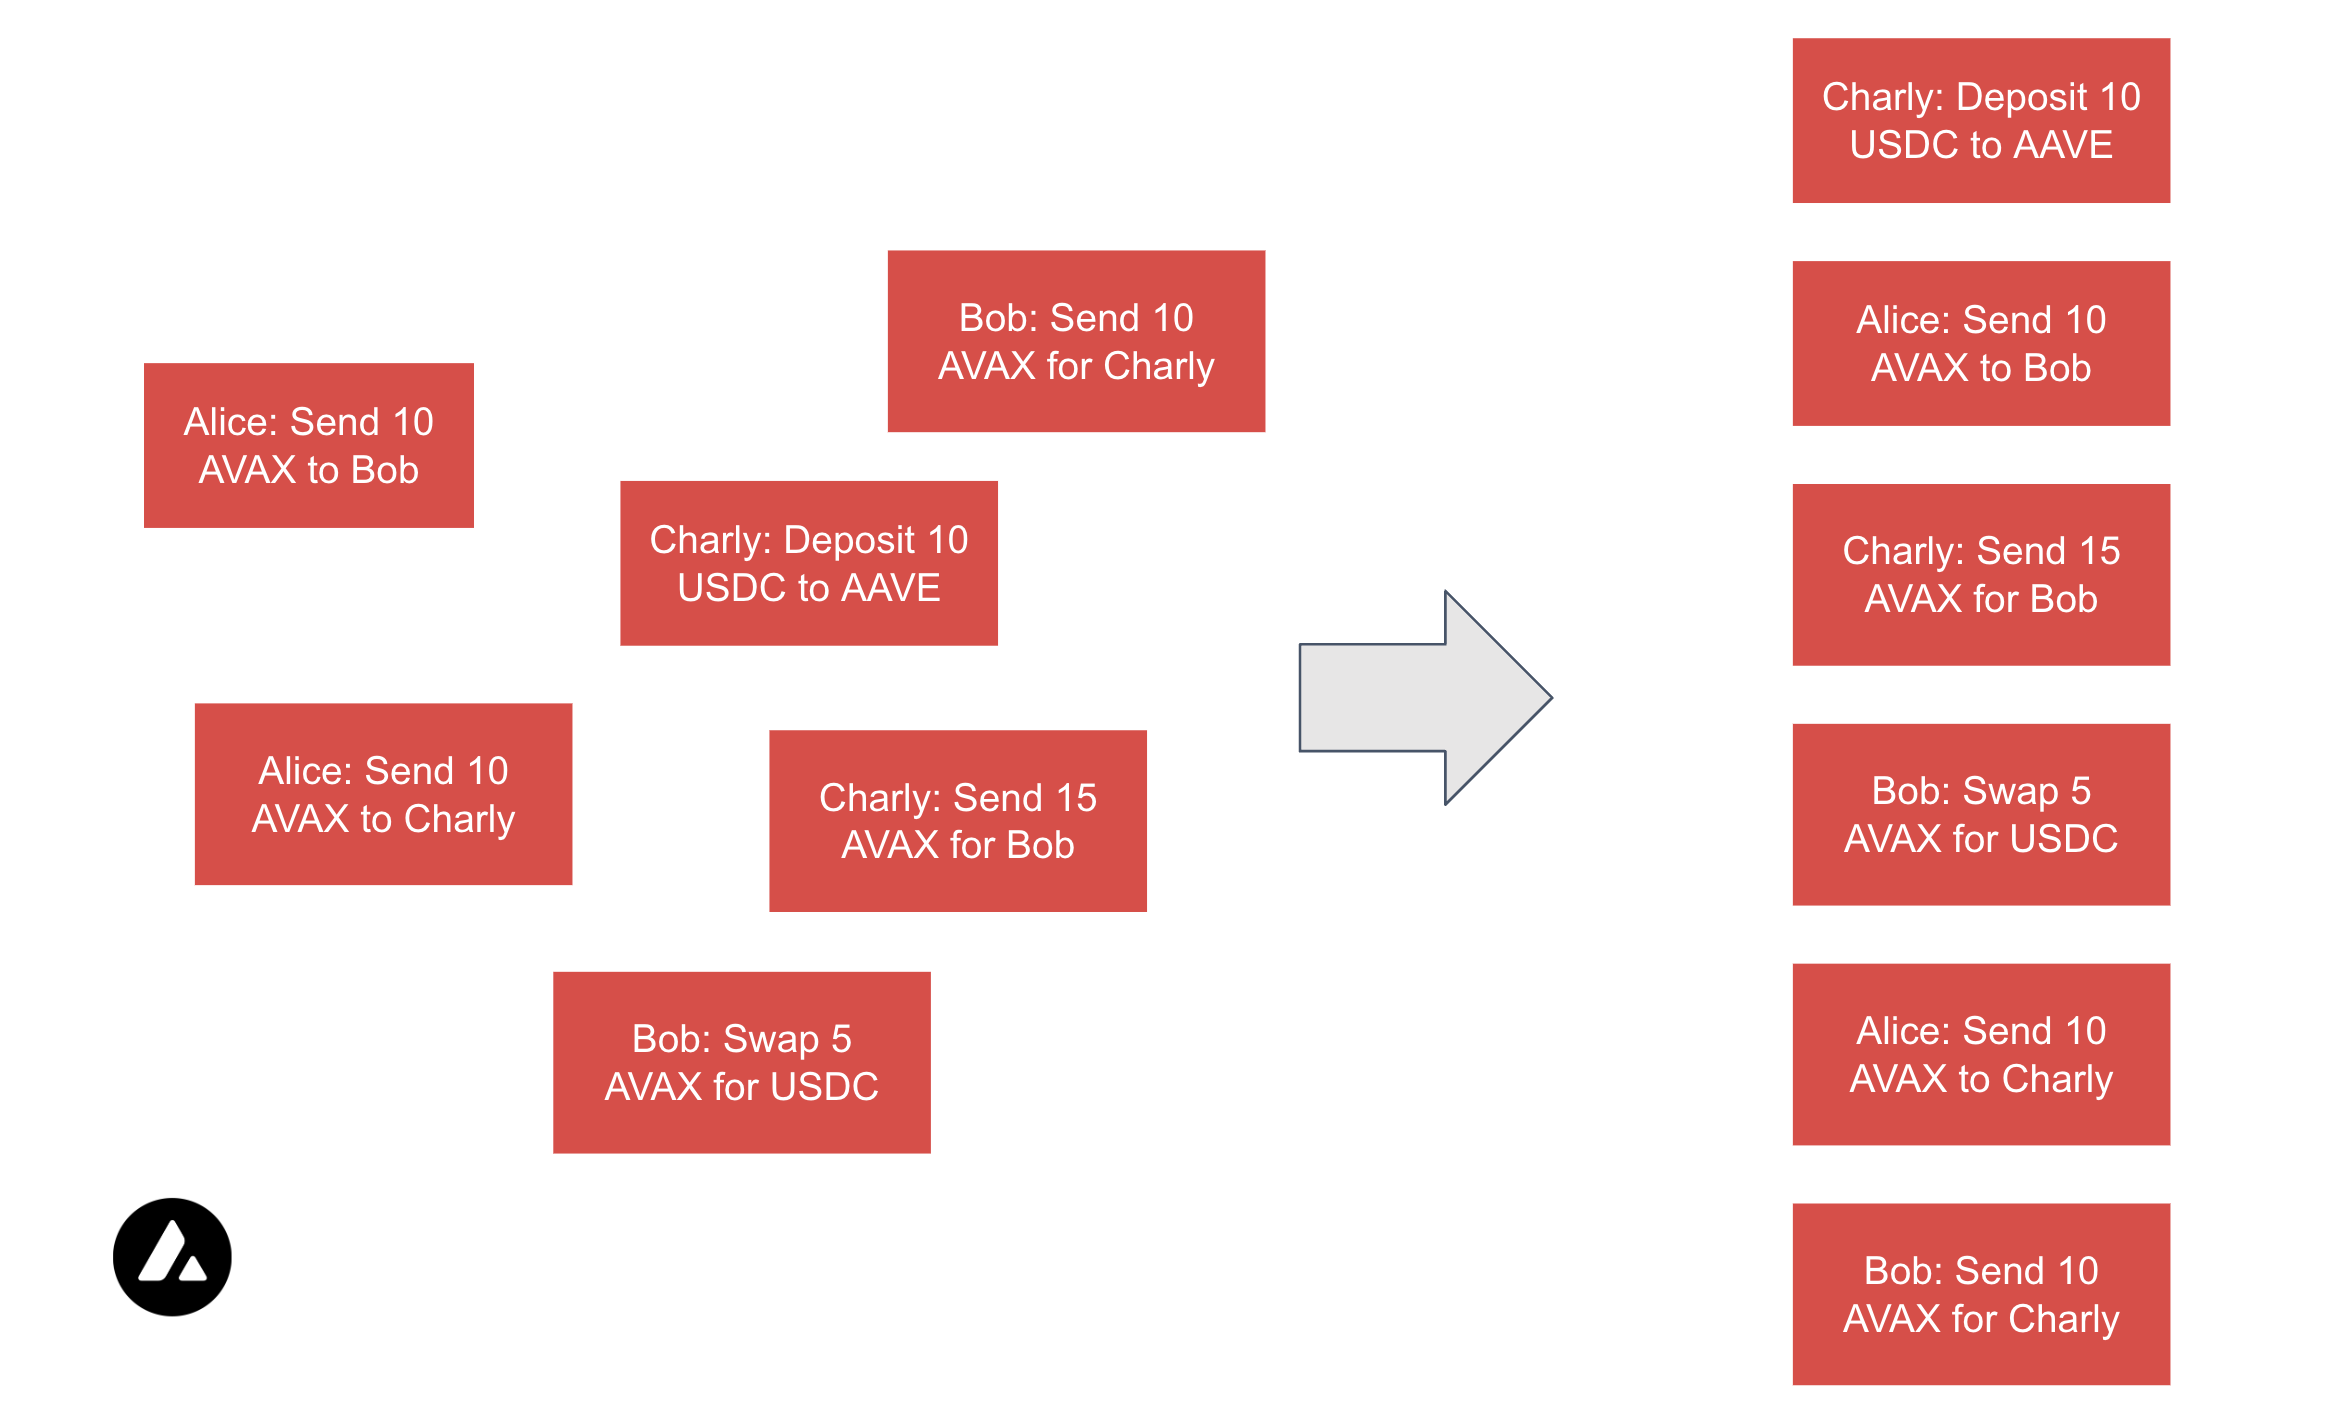 Alice: Send 10
AVAX to Bob
Bob: Send 10
AVAX for Charly
Charly: Deposit 10
USDC to AAVE
Alice: Send 10
AVAX to Charly
Charly: Send 15
AVAX for Bob
Bob: Swap 5
AVAX for USDC
Charly: Deposit 10
USDC to AAVE
Alice: Send 10
AVAX to Bob
Charly: Send 15
AVAX for Bob
Bob: Swap 5
AVAX for USDC
Alice: Send 10
AVAX to Charly
Bob: Send 10
AVAX for Charly